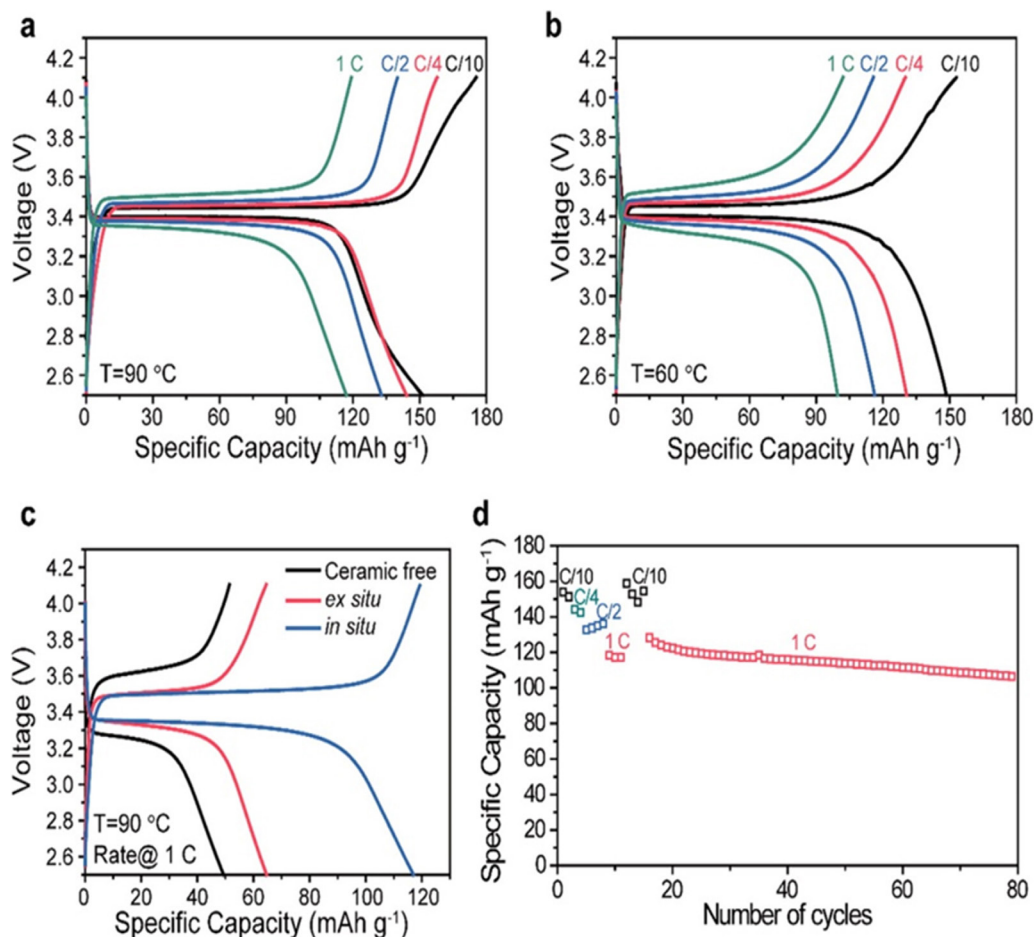 a
4.2
3.9
3.6
3.4
3.2
3.0
2.8
2.6
Voltage (V)
1 C C/2 C/4 C/10
T=90 °C
0 30 60 90 120 150 180
Specific Capacity (mAh g⁻¹)
b
4.2
3.9
3.6
3.4
3.2
3.0
2.8
2.6
Voltage (V)
1 C C/2 C/4 C/10
T=60 °C
0 30 60 90 120 150 180
Specific Capacity (mAh g⁻¹)
c
4.2
4.0
3.8
3.6
3.4
3.2
3.0
2.8
2.6
Voltage (V)
Ceramic free
ex situ
in situ
T=90 °C
Rate@ 1 C
0 20 40 60 80 100 120
Specific Capacity (mAh g⁻¹)
d
180
160
140
120
100
80
60
40
20
0
Specific Capacity (mAh g⁻¹)
C/10 C/10
C/4
C/2
1 C 1 C
0 20 40 60 80
Number of cycles